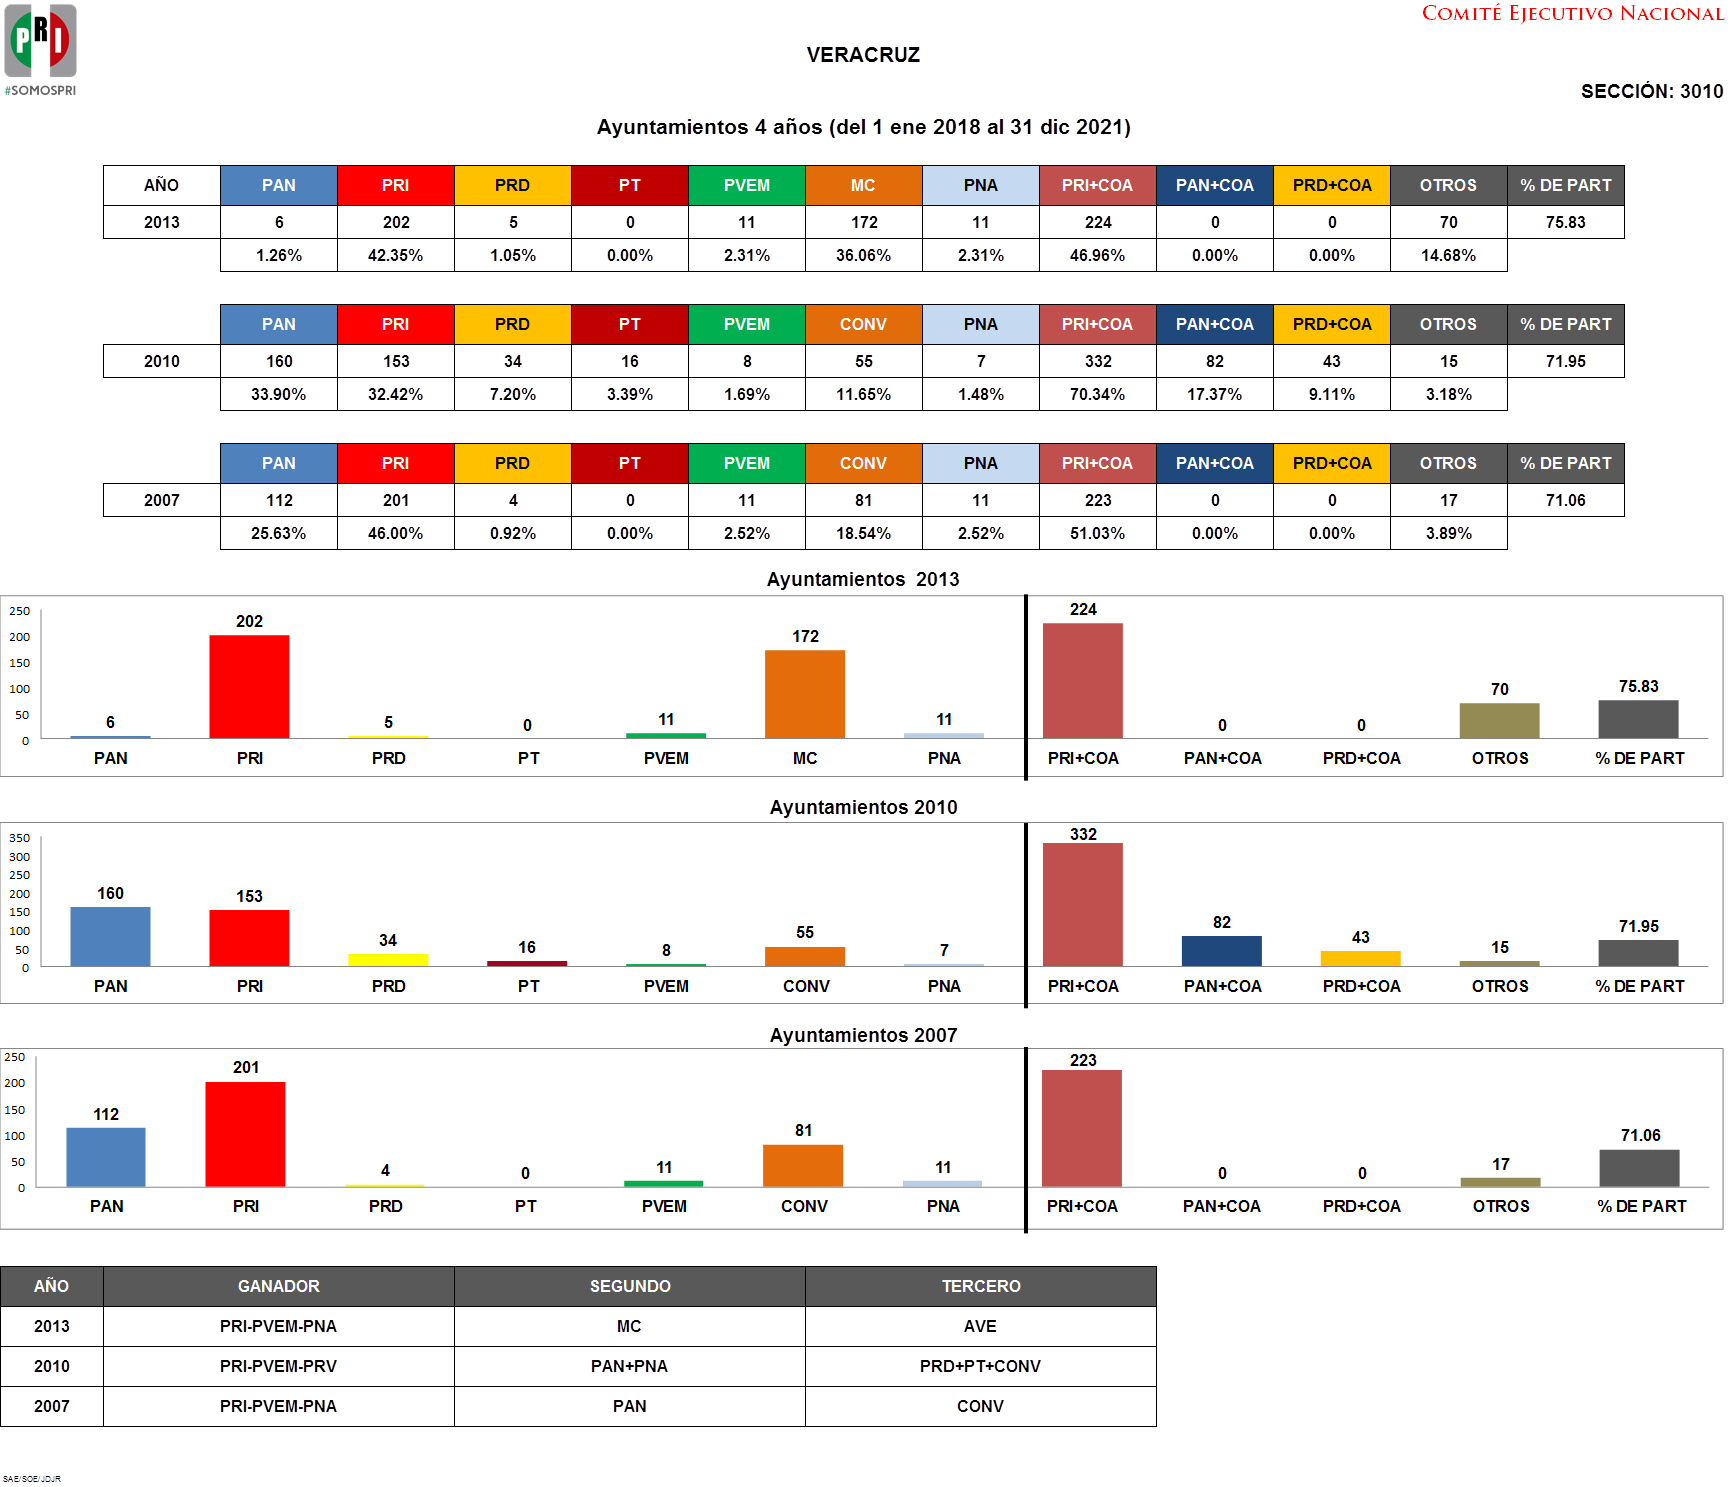 PRI
#SOMOSPRI
COMITÉ EJECUTIVO NACIONAL
VERACRUZ
SECCIÓN: 3010
Ayuntamientos 4 años (del 1 ene 2018 al 31 dic 2021)
AÑO PAN PRI PRD PT PVEM MC PNA PRI+COA PAN+COA PRD+COA OTROS % DE PART
2013 6 202 5 0 11 172 11 224 0 0 70 75.83
1.26% 42.35% 1.05% 0.00% 2.31% 36.06% 2.31% 46.96% 0.00% 0.00% 14.68%
PAN PRI PRD PT PVEM CONV PNA PRI+COA PAN+COA PRD+COA OTROS % DE PART
2010 160 153 34 16 8 55 7 332 82 43 15 71.95
33.90% 32.42% 7.20% 3.39% 1.69% 11.65% 1.48% 70.34% 17.37% 9.11% 3.18%
PAN PRI PRD PT PVEM CONV PNA PRI+COA PAN+COA PRD+COA OTROS % DE PART
2007 112 201 4 0 11 81 11 223 0 0 17 71.06
25.63% 46.00% 0.92% 0.00% 2.52% 18.54% 2.52% 51.03% 0.00% 0.00% 3.89%
Ayuntamientos 2013
250
200
150
100
50
0
6 202 5 0 11 172 11 224 0 0 70 75.83
PAN PRI PRD PT PVEM MC PNA PRI+COA PAN+COA PRD+COA OTROS % DE PART
Ayuntamientos 2010
350
300
250
200
150
100
50
0
160 153 34 16 8 55 7 332 82 43 15 71.95
PAN PRI PRD PT PVEM CONV PNA PRI+COA PAN+COA PRD+COA OTROS % DE PART
Ayuntamientos 2007
250
200
150
100
50
0
112 201 4 0 11 81 11 223 0 0 17 71.06
PAN PRI PRD PT PVEM CONV PNA PRI+COA PAN+COA PRD+COA OTROS % DE PART
AÑO GANADOR SEGUNDO TERCERO
2013 PRI-PVEM-PNA MC AVE
2010 PRI-PVEM-PRV PAN+PNA PRD+PT+CONV
2007 PRI-PVEM-PNA PAN CONV
SAE/SOE/JDJR